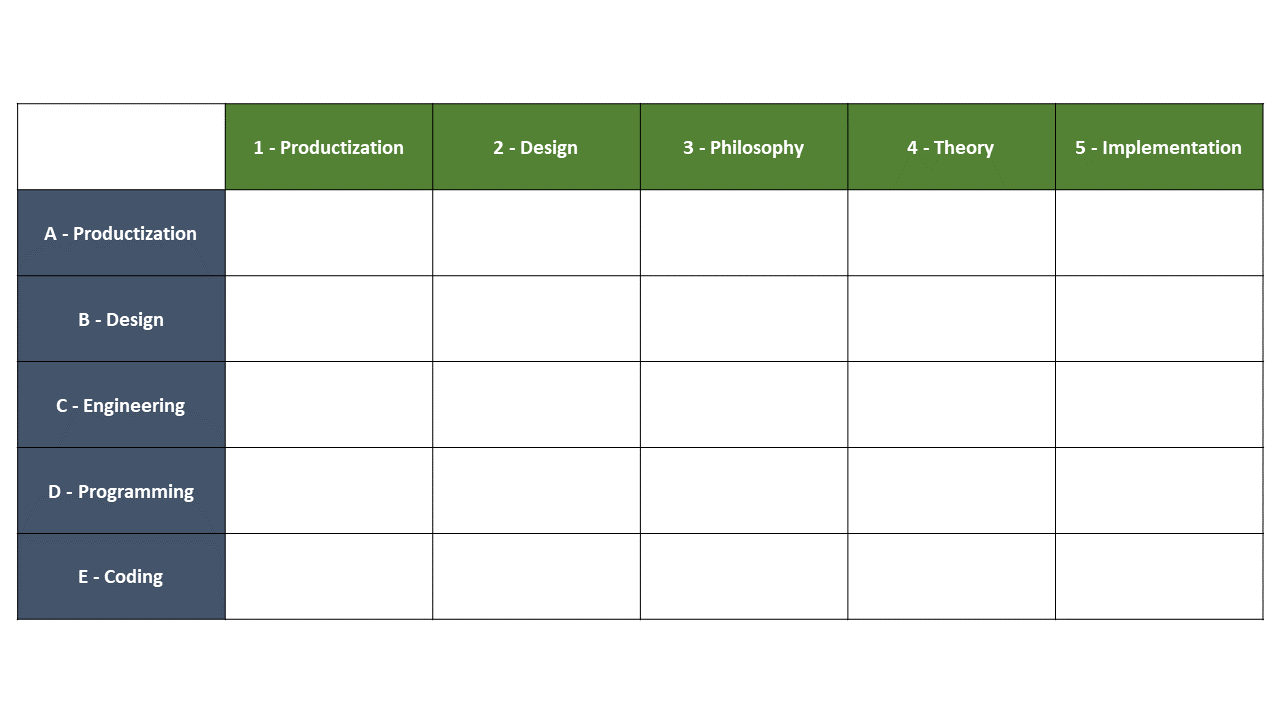 1 - Productization
2 - Design
3 - Philosophy
4 - Theory
5 - Implementation
A - Productization
B - Design
C - Engineering
D - Programming
E - Coding